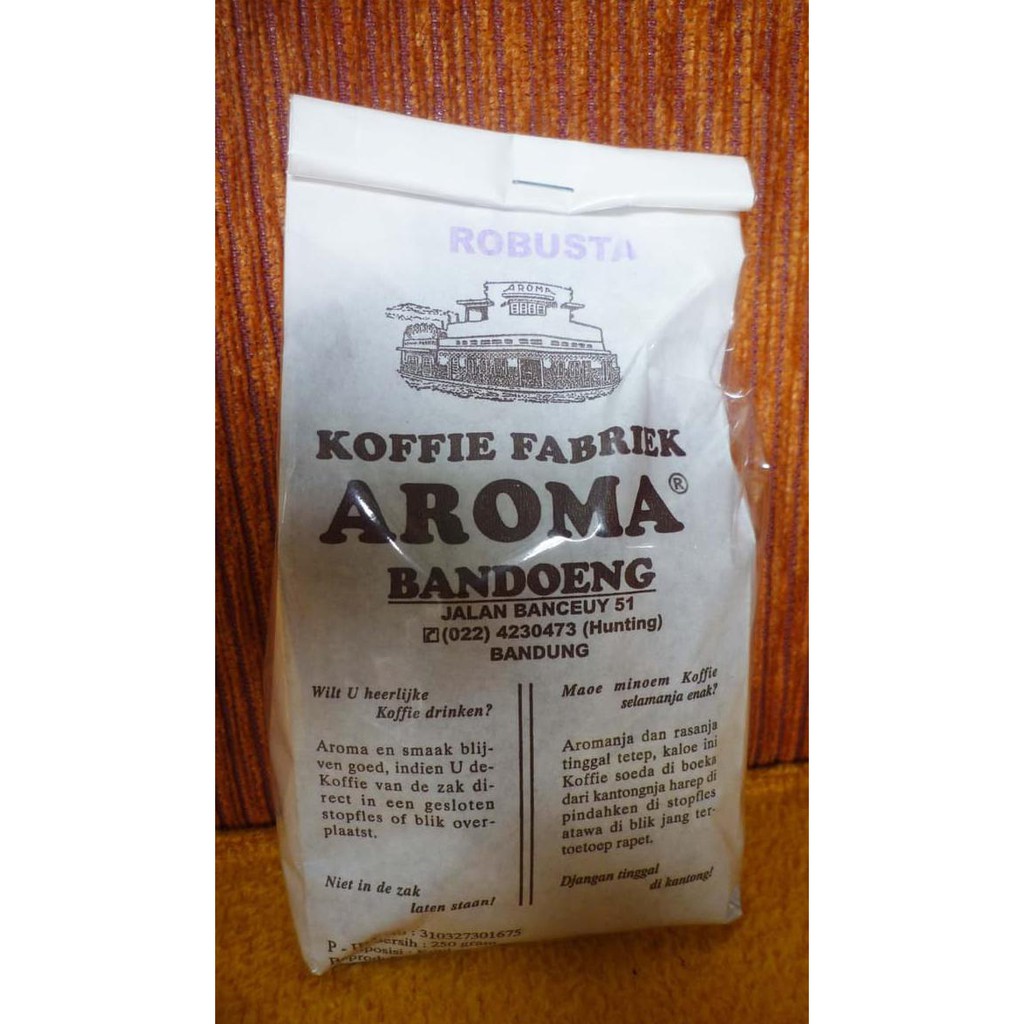 ROBUSTA
AROMA
KOFFIE FABRIEK
AROMA®
BANDOENG
JALAN BANCEUY 51
(022) 4230473 (Hunting)
BANDUNG
Wilt U heerlijke
Koffie drinken?
Aroma en smaak blij-
ven goed, indien U de-
Koffie van de zak di-
rect in een gesloten
stopfles of blik over-
plaatst.
Niet in de zak
laten staan!
Maoe minoem Koffie
selamanja enak?
Aromanja dan rasanja
tinggal tetep, kaloe ini
Koffie soeda di boeka
dari kantongnja harep di
pindahken di stopfles
atawa di blik jang ter-
toetoep rapet.
Djangan tinggal
di kantong!
: 310327301675
bersih : 250 gram